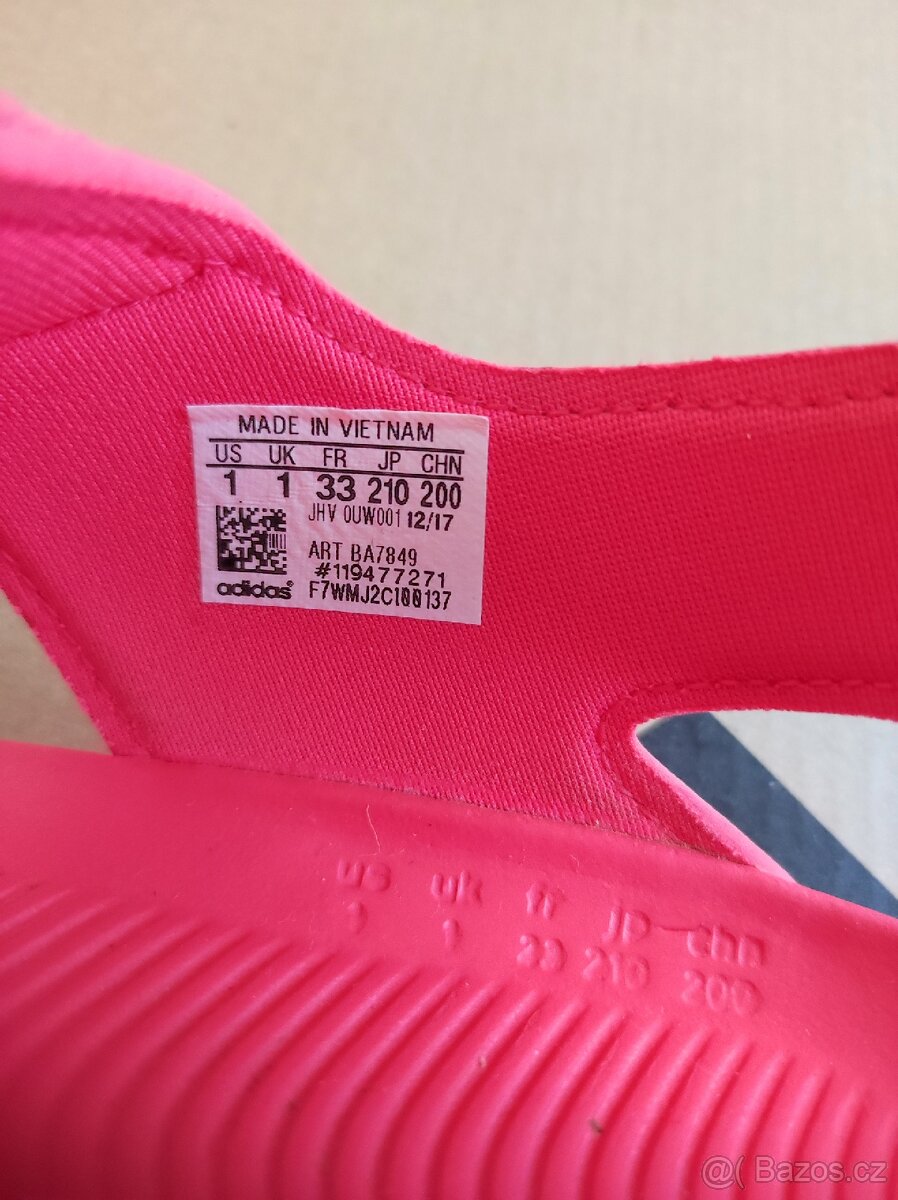 MADE IN VIETNAM
US UK FR JP CHN
1 1 33 210 200
JHV 0UW001 12/17
ART BA7849
#119477271
adidas® F7WMJ2CI00137
us uk fr jp-chn
1 1 33 210 200
@( Bazos.cz